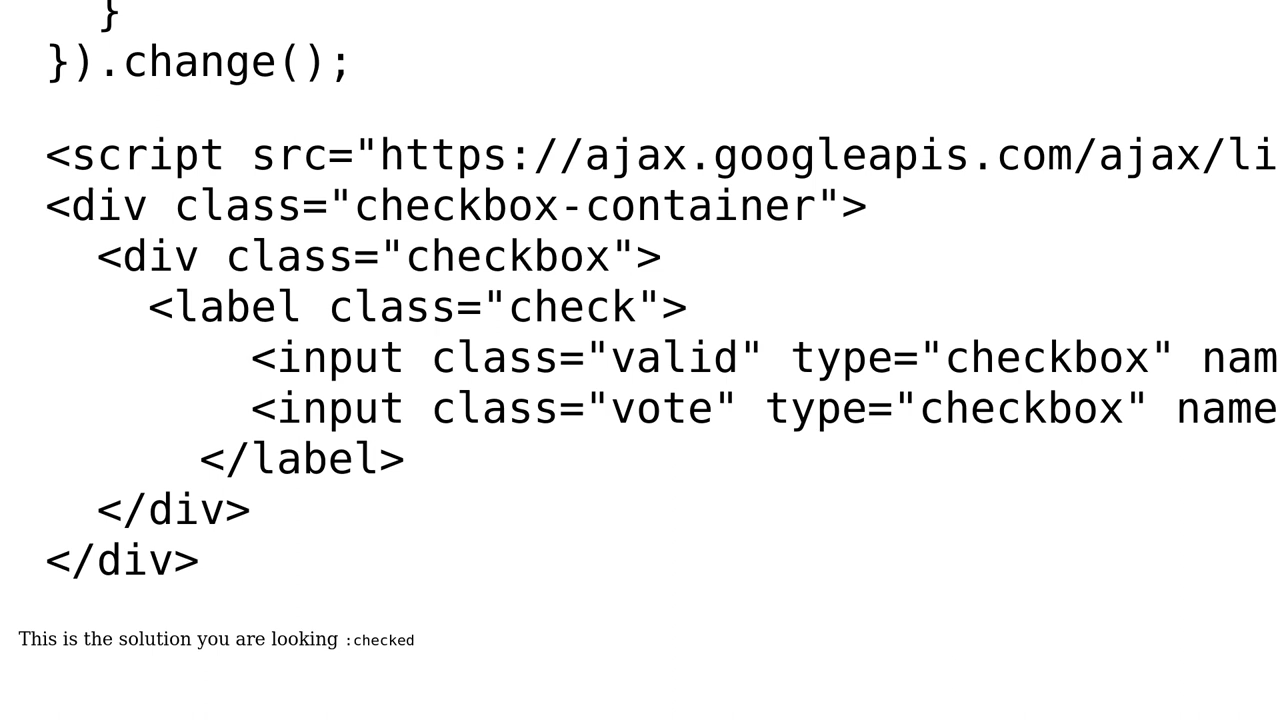 }
}).change();
<script src="https://ajax.googleapis.com/ajax/li
<div class="checkbox-container">
<div class="checkbox">
<label class="check">
<input class="valid" type="checkbox" nam
<input class="vote" type="checkbox" name
</label>
</div>
</div>
This is the solution you are looking :checked